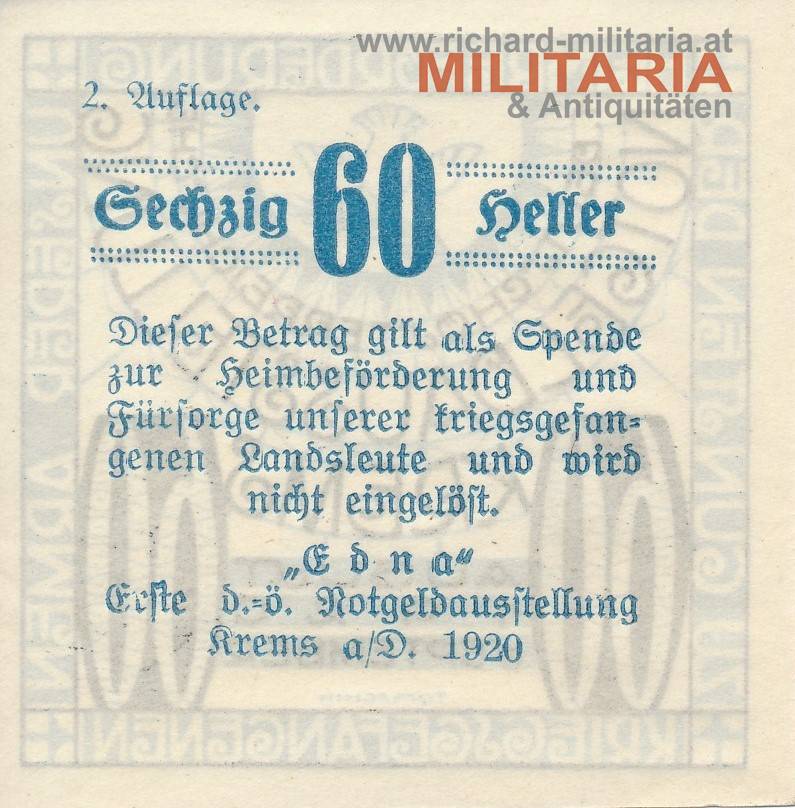 www.richard-militaria.at
MILITARIA
& Antiquitäten
2. Auflage.
Sechzig 60 Heller
Dieser Betrag gilt als Spende
zur Heimbeförderung und
Fürsorge unserer kriegsgefan-
genen Landsleute und wird
nicht eingelöst.
„Edna“
Erste d.-ö. Notgeldausstellung
Krems a/D. 1920
KRIEGSGEFANGENEN